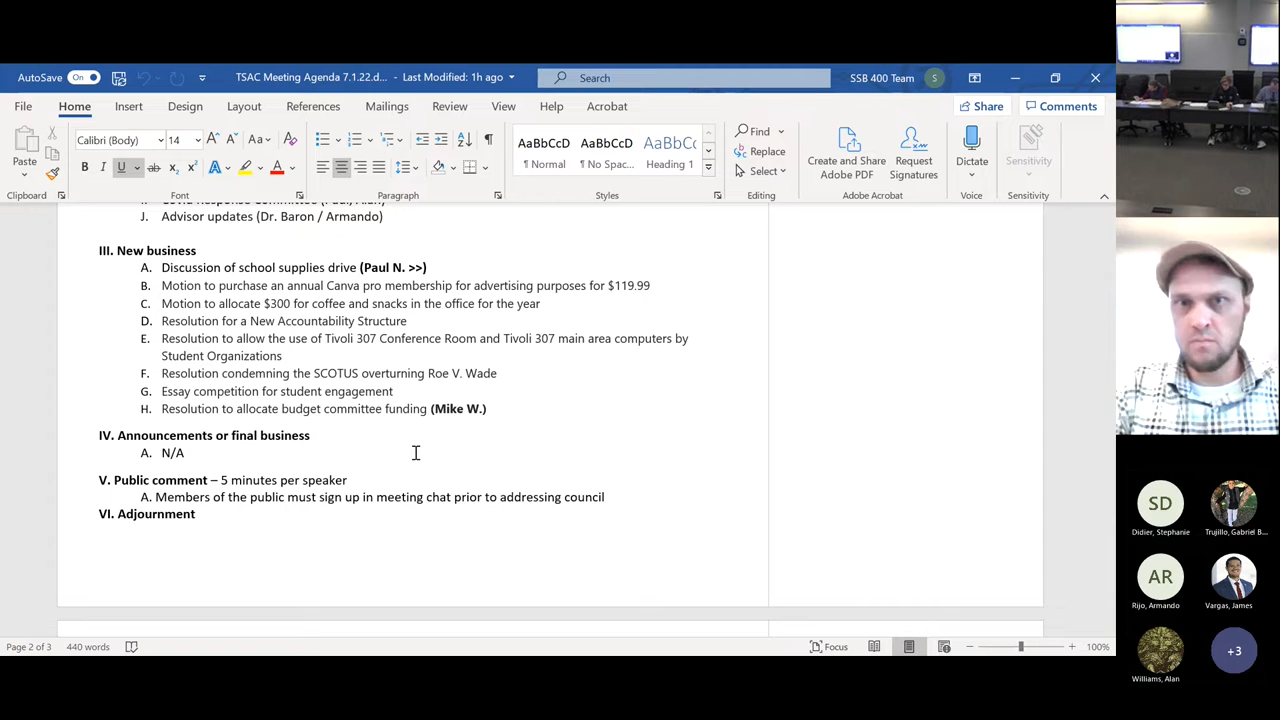 AutoSave On TSAC Meeting Agenda 7.1.22.d... - Last Modified: 1h ago Search SSB 400 Team S
File Home Insert Design Layout References Mailings Review View Help Acrobat Share Comments
Paste Calibri (Body) 14 Aa AaBbCcD AaBbCcD AaBbCc Find Replace Select
Normal No Spac... Heading 1
Create and Share Adobe PDF Request Signatures Dictate Sensitivity
Clipboard Font Paragraph Styles Editing Adobe Acrobat Voice Sensitivity
J. Advisor updates (Dr. Baron / Armando)
III. New business
A. Discussion of school supplies drive (Paul N. >>)
B. Motion to purchase an annual Canva pro membership for advertising purposes for $119.99
C. Motion to allocate $300 for coffee and snacks in the office for the year
D. Resolution for a New Accountability Structure
E. Resolution to allow the use of Tivoli 307 Conference Room and Tivoli 307 main area computers by
Student Organizations
F. Resolution condemning the SCOTUS overturning Roe V. Wade
G. Essay competition for student engagement
H. Resolution to allocate budget committee funding (Mike W.)
IV. Announcements or final business
A. N/A
V. Public comment – 5 minutes per speaker
A. Members of the public must sign up in meeting chat prior to addressing council
VI. Adjournment
Page 2 of 3 440 words Focus 100%
SD
Didier, Stephanie Trujillo, Gabriel B...
AR
Rijo, Armando Vargas, James
+3
Williams, Alan